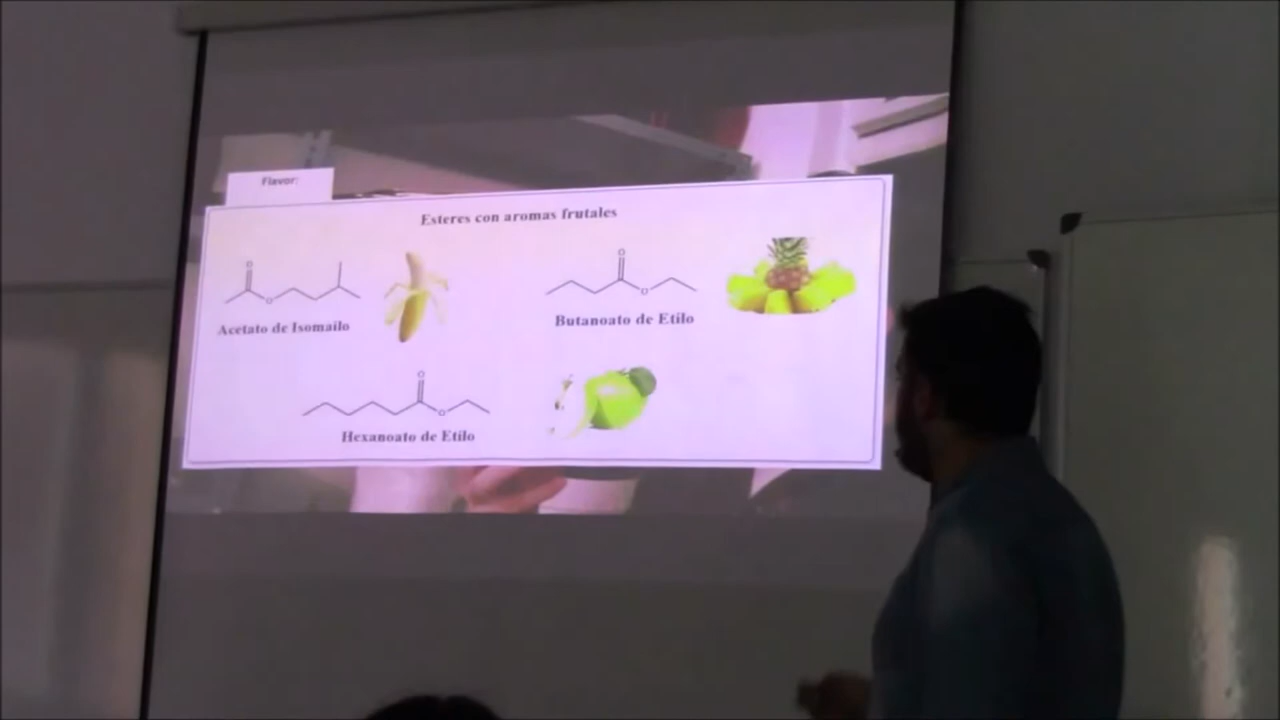 Flavor:
Esteres con aromas frutales
O
O
Acetato de Isomailo
O
O
Butanoato de Etilo
O
O
Hexanoato de Etilo